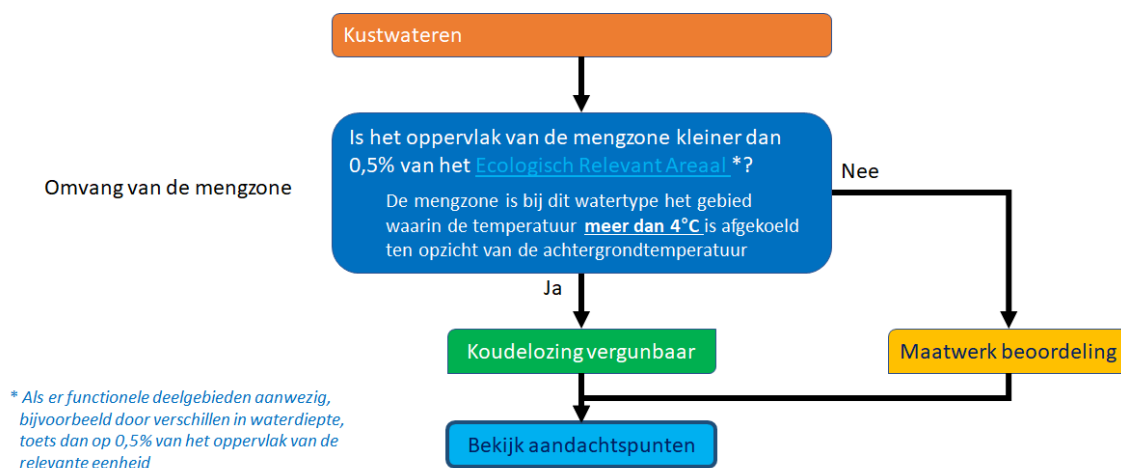 Kustwateren
Is het oppervlak van de mengzone kleiner dan
0,5% van het Ecologisch Relevant Areaal *?
De mengzone is bij dit watertype het gebied
waarin de temperatuur meer dan 4°C is afgekoeld
ten opzicht van de achtergrondtemperatuur
Omvang van de mengzone
Nee
Ja
Koudelozing vergunbaar
Maatwerk beoordeling
Bekijk aandachtspunten
* Als er functionele deelgebieden aanwezig,
bijvoorbeeld door verschillen in waterdiepte,
toets dan op 0,5% van het oppervlak van de
relevante eenheid